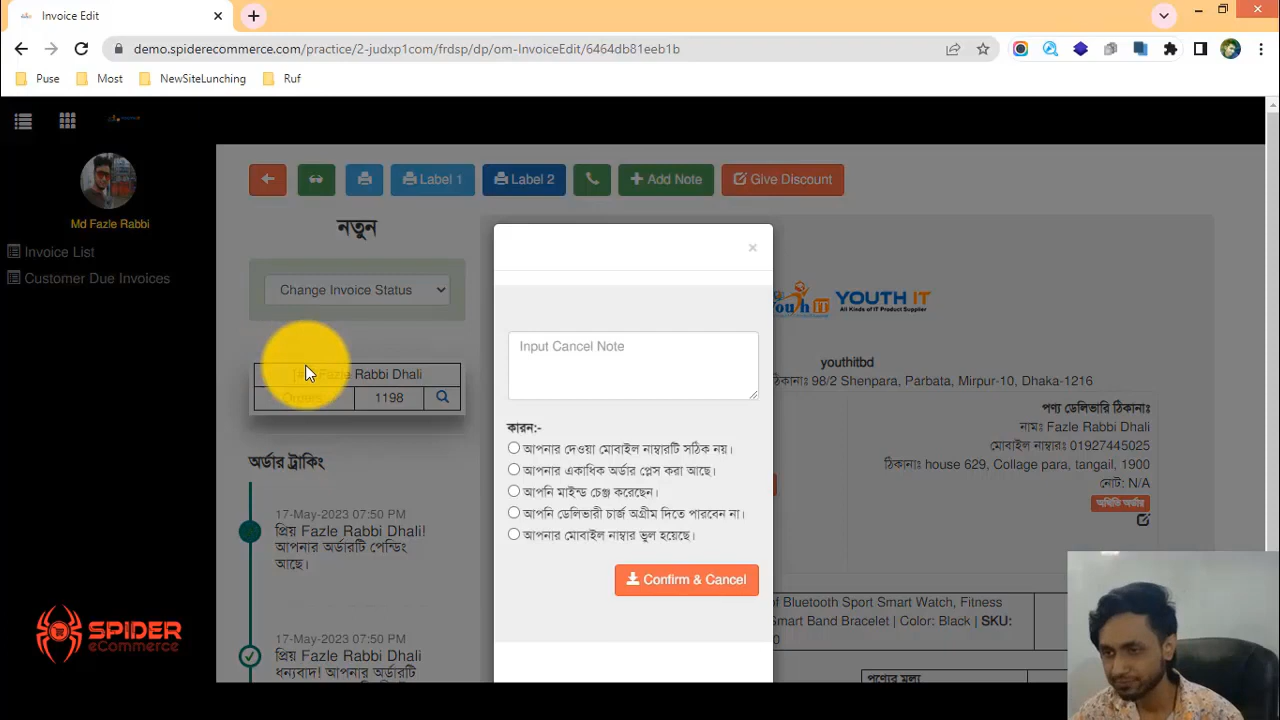 Invoice Edit
demo.spiderecommerce.com/practice/2-judxp1com/frdsp/dp/om-InvoiceEdit/6464db81eeb1b
Puse Most NewSiteLunching Ruf
Label 1 Label 2 Add Note Give Discount
Md Fazle Rabbi
Invoice List
Customer Due Invoices
SPIDER
eCommerce
নতুন
Change Invoice Status
Fazle Rabbi Dhali
Orders 1198
অর্ডার ট্রাকিং
17-May-2023 07:50 PM
প্রিয় Fazle Rabbi Dhali!
আপনার অর্ডারটি পেন্ডিং
আছে।
17-May-2023 07:50 PM
প্রিয় Fazle Rabbi Dhali
ধন্যবাদ! আপনার অর্ডারটি
×
Input Cancel Note
কারন:-
আপনার দেওয়া মোবাইল নাম্বারটি সঠিক নয়।
আপনার একাধিক অর্ডার প্লেস করা আছে।
আপনি মাইন্ড চেঞ্জ করেছেন।
আপনি ডেলিভারী চার্জ অগ্রীম দিতে পারবেন না।
আপনার মোবাইল নাম্বার ভুল হয়েছে।
Confirm & Cancel
YOUTH IT
All Kinds of IT Product Supplier
youthitbd
ঠিকানাঃ 98/2 Shenpara, Parbata, Mirpur-10, Dhaka-1216
পণ্য ডেলিভারি ঠিকানাঃ
নামঃ Fazle Rabbi Dhali
মোবাইল নাম্বারঃ 01927445025
ঠিকানাঃ house 629, Collage para, tangail, 1900
নোট: N/A
অতিথি অর্ডার
of Bluetooth Sport Smart Watch, Fitness
Smart Band Bracelet | Color: Black | SKU:
পণ্যের মূল্য